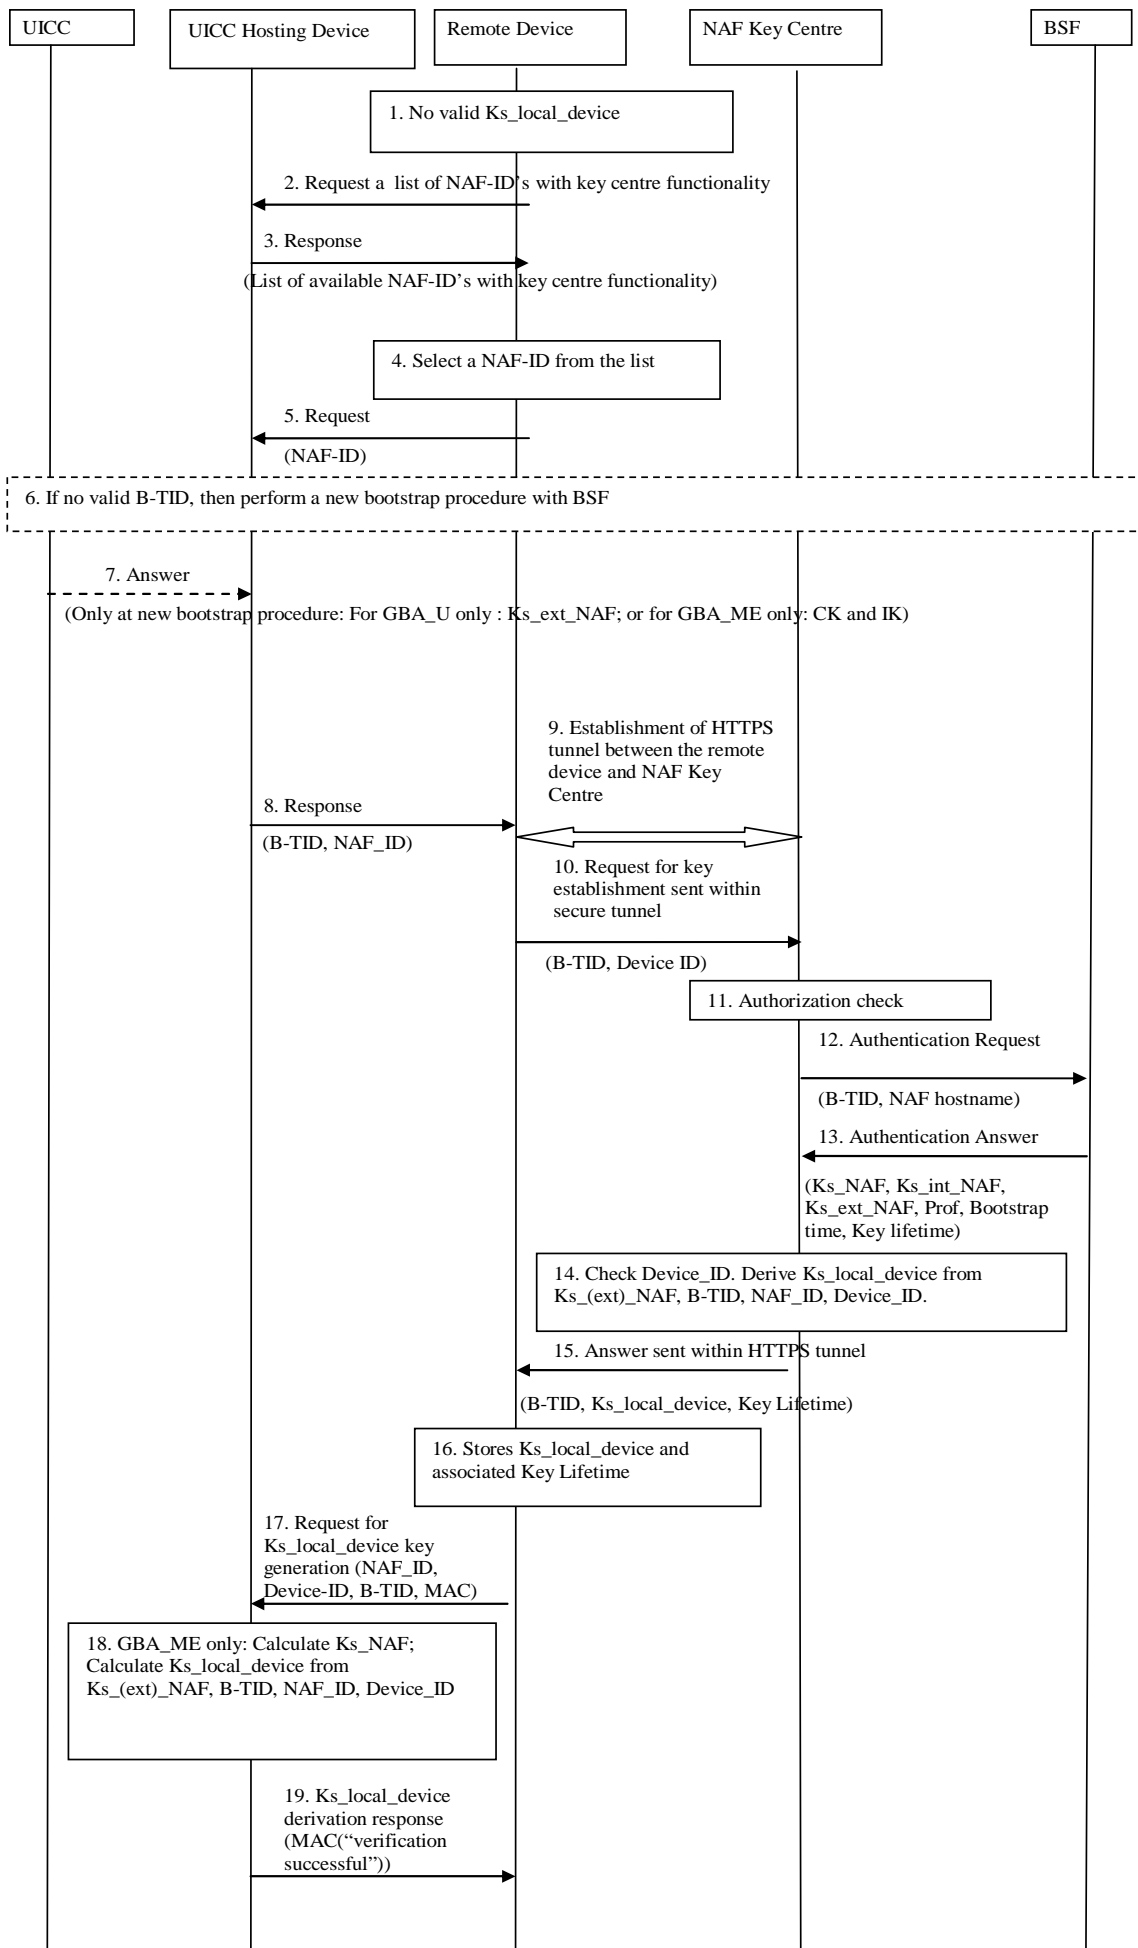 UICC
UICC Hosting Device
Remote Device
NAF Key Centre
BSF
1. No valid Ks_local_device
2. Request a list of NAF-ID's with key centre functionality
3. Response
(List of available NAF-ID's with key centre functionality)
4. Select a NAF-ID from the list
5. Request
(NAF-ID)
6. If no valid B-TID, then perform a new bootstrap procedure with BSF
7. Answer
(Only at new bootstrap procedure: For GBA_U only : Ks_ext_NAF; or for GBA_ME only: CK and IK)
8. Response
(B-TID, NAF_ID)
9. Establishment of HTTPS
tunnel between the remote
device and NAF Key
Centre
10. Request for key
establishment sent within
secure tunnel
(B-TID, Device ID)
11. Authorization check
12. Authentication Request
(B-TID, NAF hostname)
13. Authentication Answer
(Ks_NAF, Ks_int_NAF,
Ks_ext_NAF, Prof, Bootstrap
time, Key lifetime)
14. Check Device_ID. Derive Ks_local_device from
Ks_(ext)_NAF, B-TID, NAF_ID, Device_ID.
15. Answer sent within HTTPS tunnel
(B-TID, Ks_local_device, Key Lifetime)
16. Stores Ks_local_device and
associated Key Lifetime
17. Request for
Ks_local_device key
generation (NAF_ID,
Device-ID, B-TID, MAC)
18. GBA_ME only: Calculate Ks_NAF;
Calculate Ks_local_device from
Ks_(ext)_NAF, B-TID, NAF_ID, Device_ID
19. Ks_local_device
derivation response
(MAC(“verification
successful”))